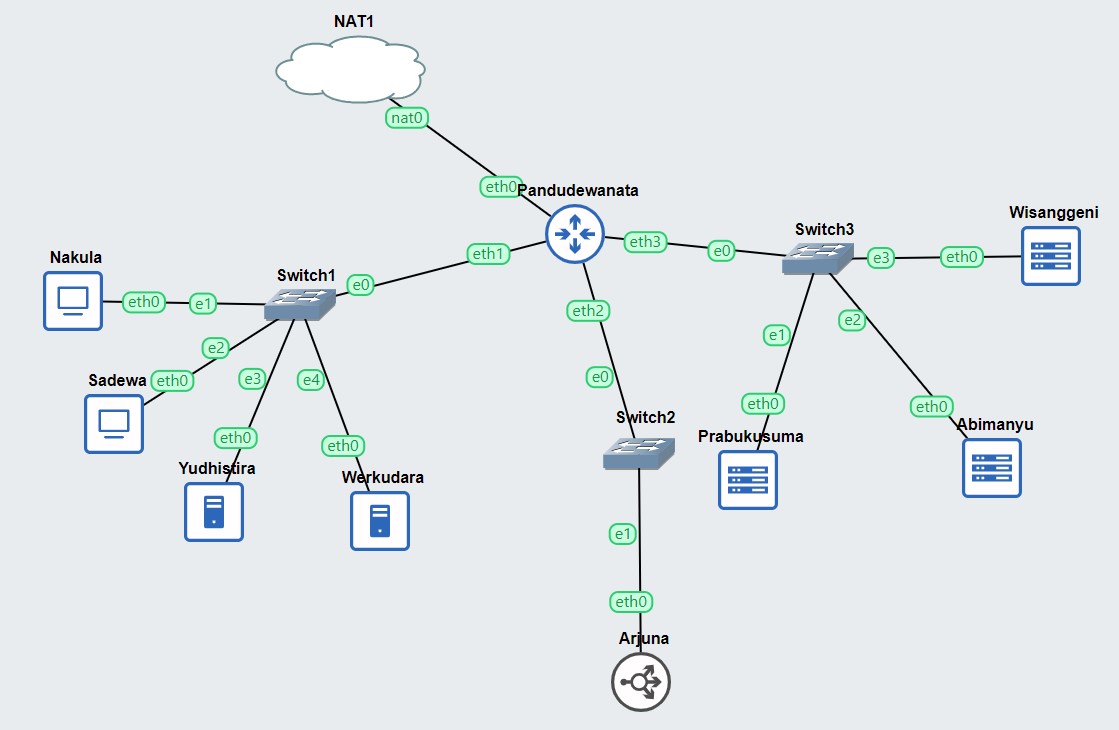 NAT1
nat0
eth0
Pandudewanata
eth1
eth3
e0
Switch3
e3
eth0
Wisanggeni
Nakula
eth0
e1
Switch1
e0
eth2
e2
Sadewa
eth0
e3
e4
e0
e1
e2
eth0
eth0
Yudhistira
Werkudara
Switch2
eth0
Prabukusuma
eth0
Abimanyu
e1
eth0
Arjuna